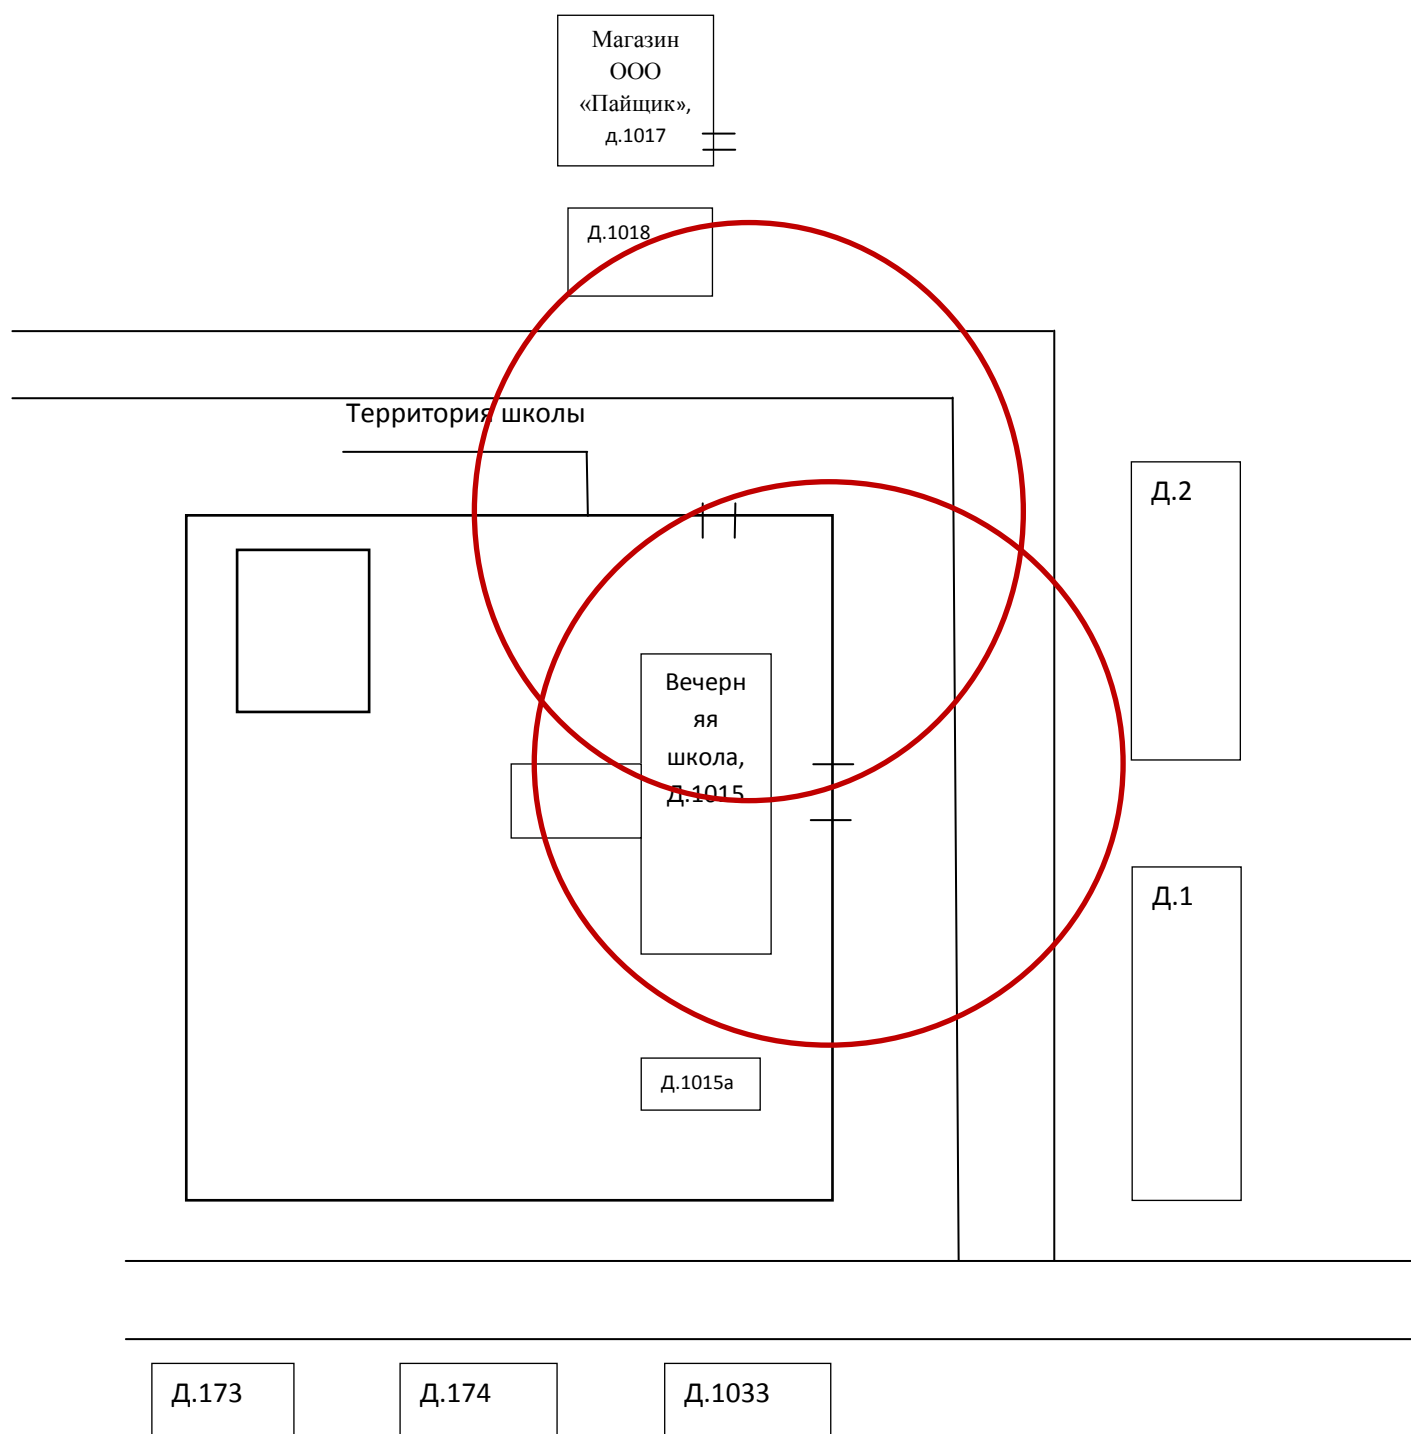 Магазин
ООО
«Пайщик»,
д.1017
Д.1018
Территория школы
Д.2
Вечерн
яя
школа,
Д.1015
Д.1
Д.1015а
Д.173
Д.174
Д.1033